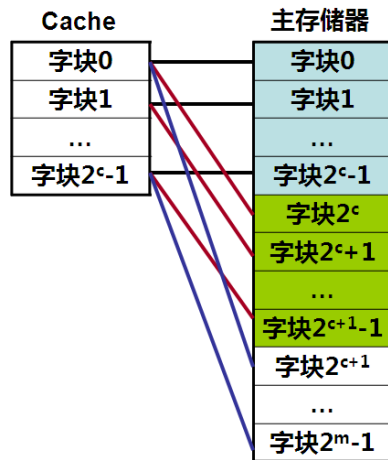 Cache
字块0
字块1
...
字块2ᶜ-1
主存储器
字块0
字块1
...
字块2ᶜ-1
字块2ᶜ
字块2ᶜ+1
...
字块2ᶜ⁺¹-1
字块2ᶜ⁺¹
...
字块2ᵐ-1